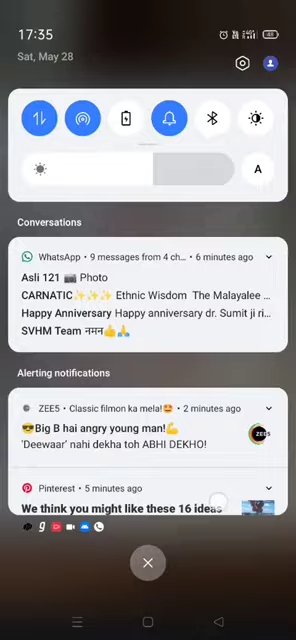 17:35
Sat, May 28
A
Conversations
WhatsApp • 9 messages from 4 ch... • 6 minutes ago
Asli 121 📷 Photo
CARNATIC✨✨✨ Ethnic Wisdom The Malayalee ...
Happy Anniversary Happy anniversary dr. Sumit ji ri...
SVHM Team नमन👍🙏
Alerting notifications
ZEE5 • Classic filmon ka mela!🤩 • 2 minutes ago
😎Big B hai angry young man!💪
'Deewaar' nahi dekha toh ABHI DEKHO!
ZEE5
Pinterest • 5 minutes ago
We think you might like these 16 ideas